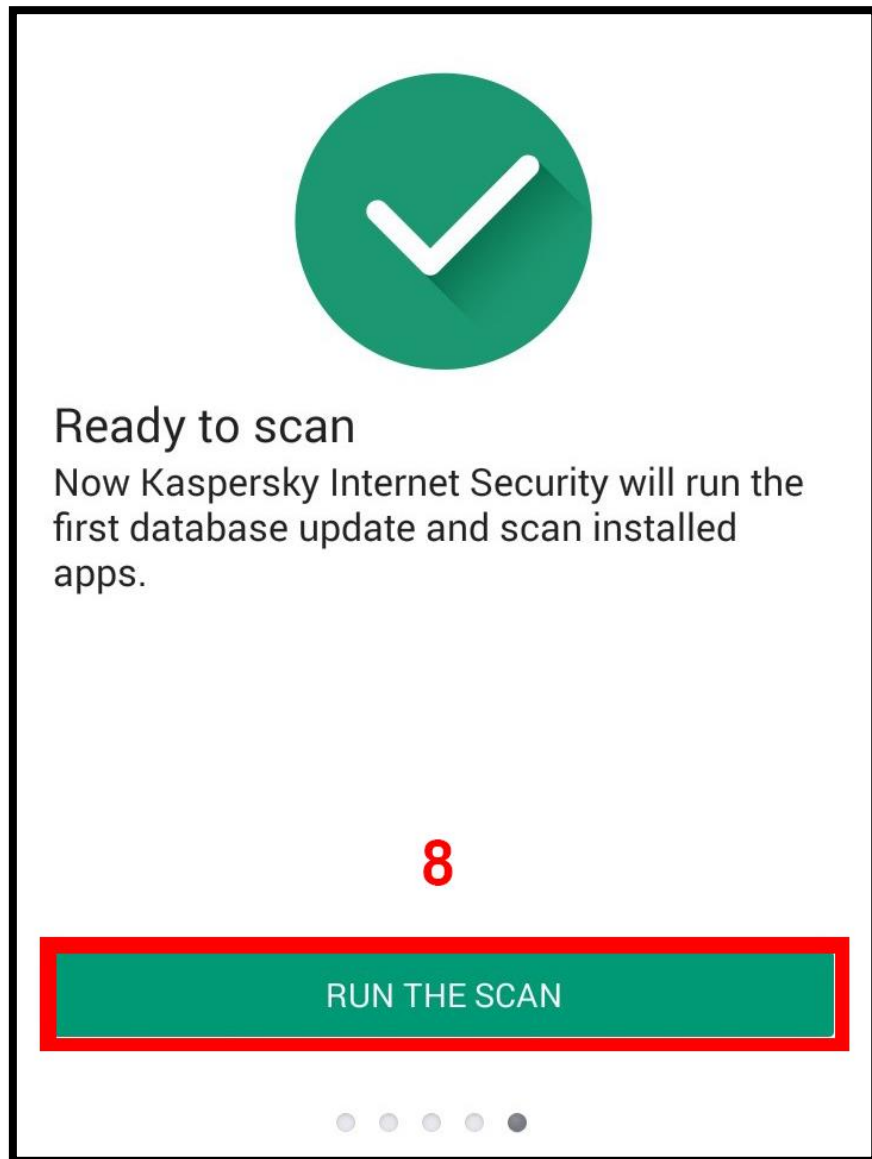 Ready to scan
Now Kaspersky Internet Security will run the
first database update and scan installed
apps.
8
RUN THE SCAN